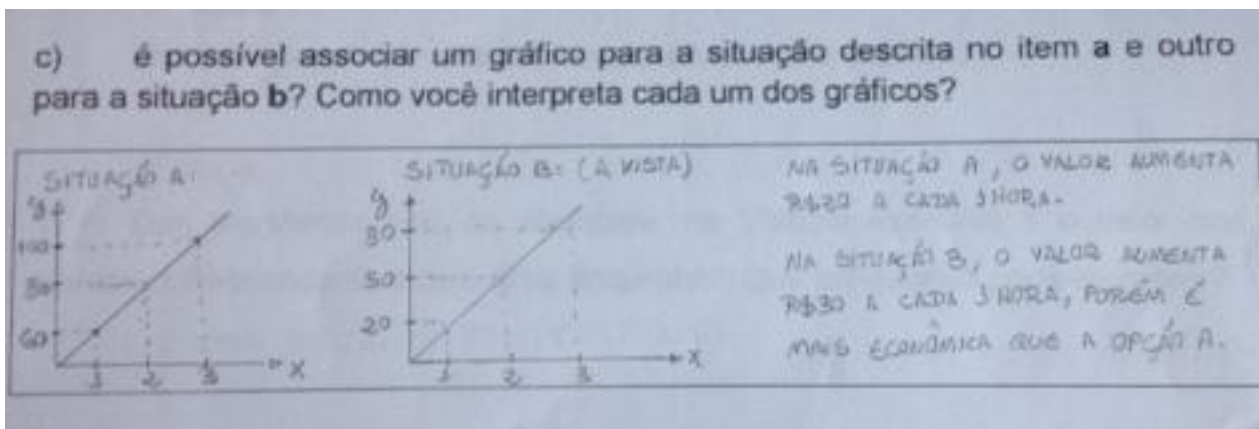 c) é possível associar um gráfico para a situação descrita no item a e outro
para a situação b? Como você interpreta cada um dos gráficos?
SITUAÇÃO A
y
100
80
60
1 2 3 X
SITUAÇÃO B: (A VISTA)
y
80
50
20
1 2 3 X
NA SITUAÇÃO A, O VALOR AUMENTA
R$20 A CADA 1 HORA.
NA SITUAÇÃO B, O VALOR AUMENTA
R$30 A CADA 1 HORA, PORÉM É
MAIS ECONÔMICA QUE A OPÇÃO A.